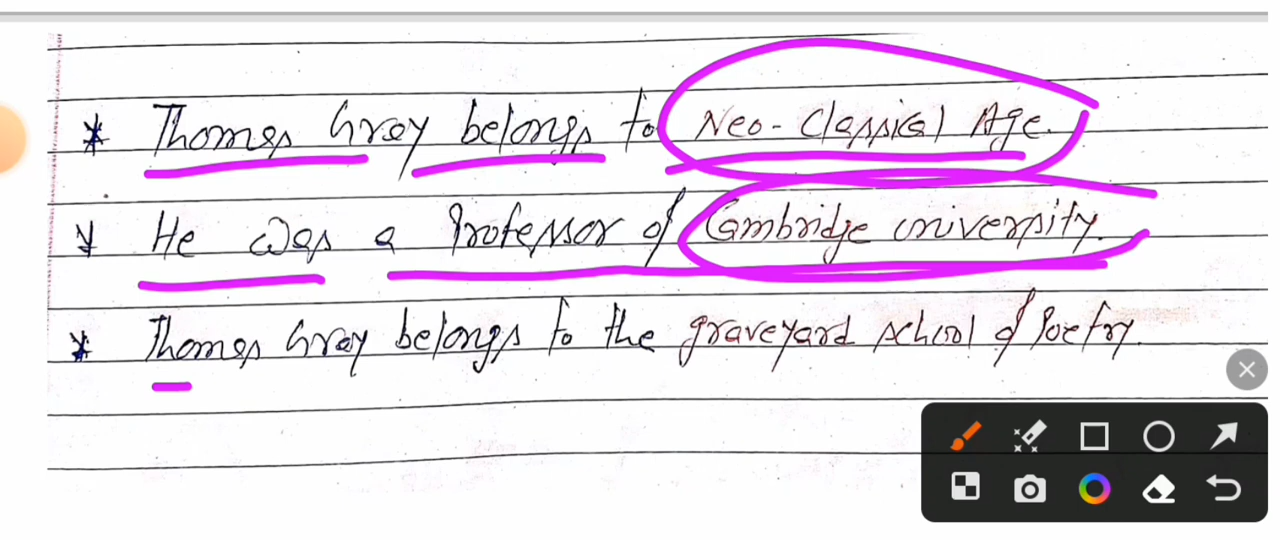 * Thomas Gray belongs to Neo-Classical Age.
* He was a Professor of Cambridge university.
* Thomas Gray belongs to the graveyard school of Poetry.